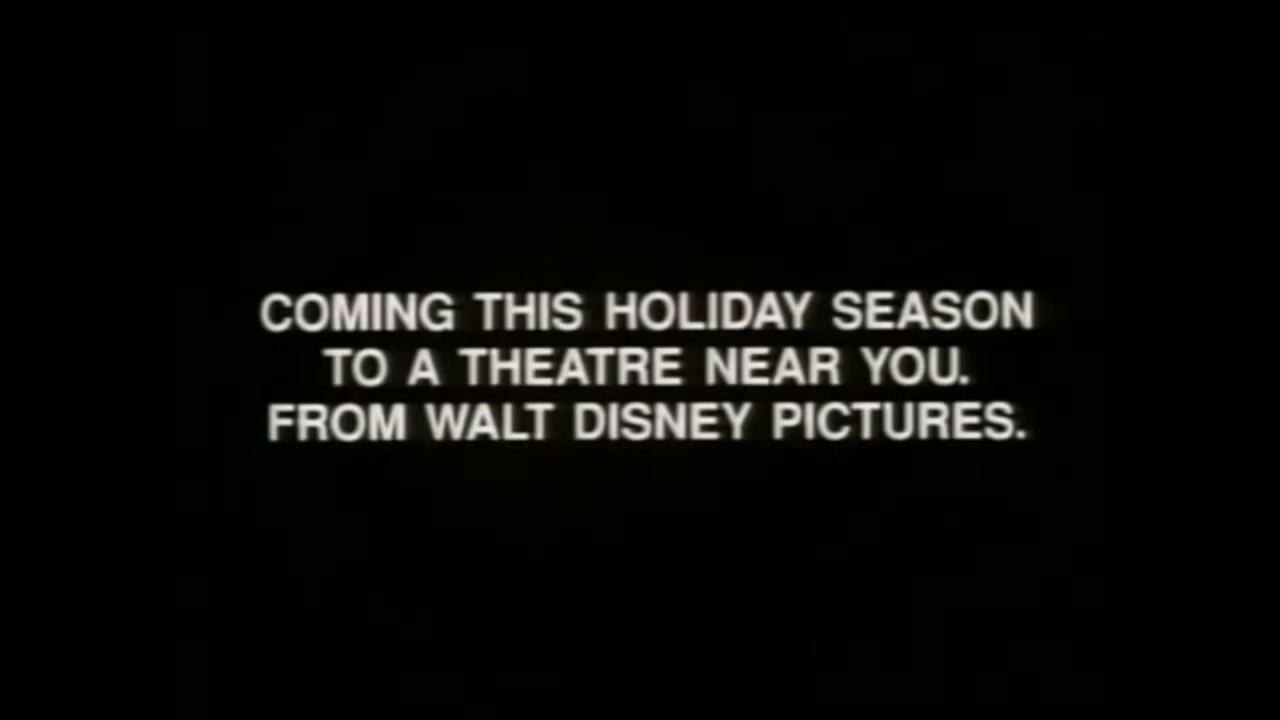 COMING THIS HOLIDAY SEASON
TO A THEATRE NEAR YOU.
FROM WALT DISNEY PICTURES.